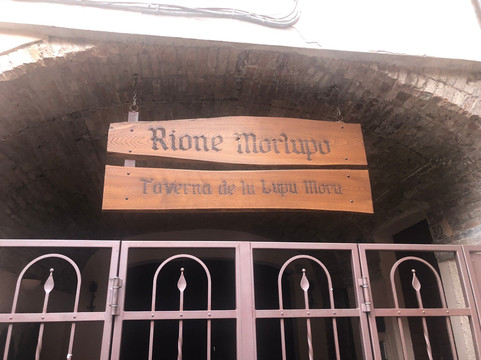 Rione Morlupo
Taverna de lu Lupu Moru